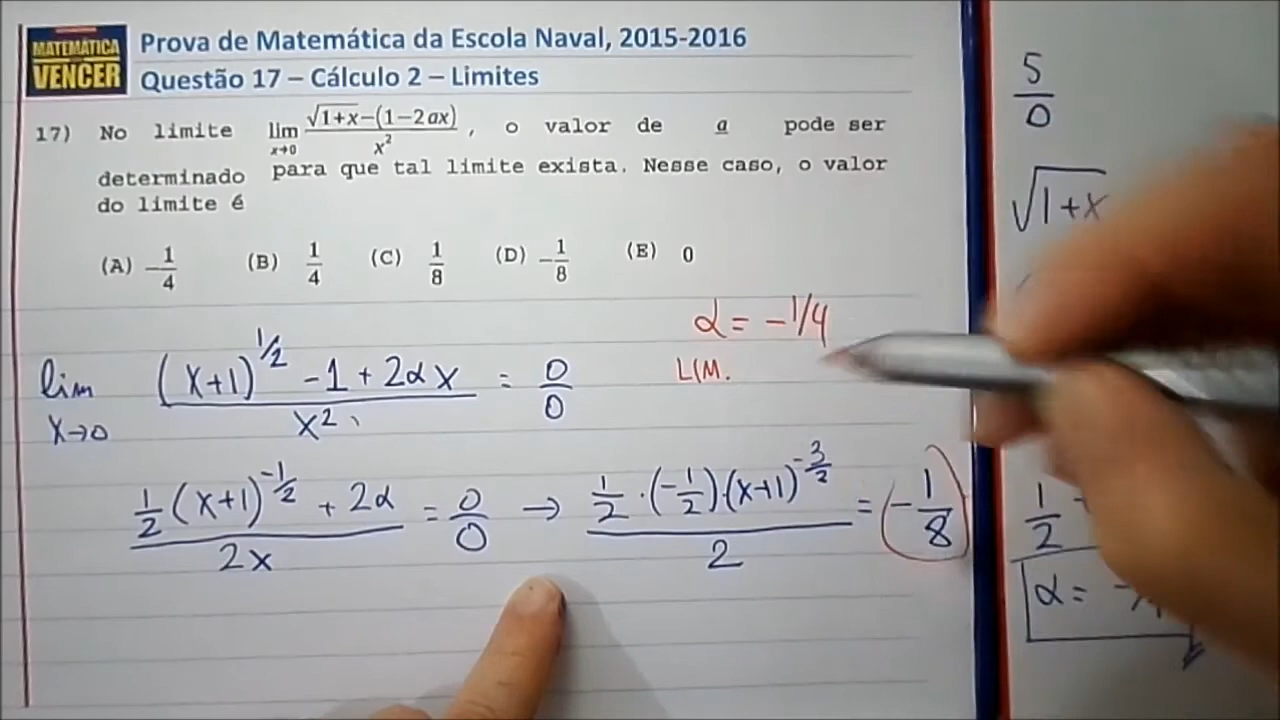 MATEMÁTICA
VENCER
Prova de Matemática da Escola Naval, 2015-2016
Questão 17 – Cálculo 2 – Limites
17) No limite lim x→0 (√1+x −(1−2ax))/x² , o valor de a pode ser
determinado para que tal limite exista. Nesse caso, o valor
do limite é
(A) −1/4 (B) 1/4 (C) 1/8 (D) −1/8 (E) 0
α = −1/4
LIM.
lim x→0 ((x+1)^1/2 − 1 + 2α x)/x² = 0/0
(1/2 (x+1)^−1/2 + 2α)/2x = 0/0 → (1/2 · (−1/2)(x+1)^−3/2)/2 = −1/8
5/0
√1+x
1/2
α =